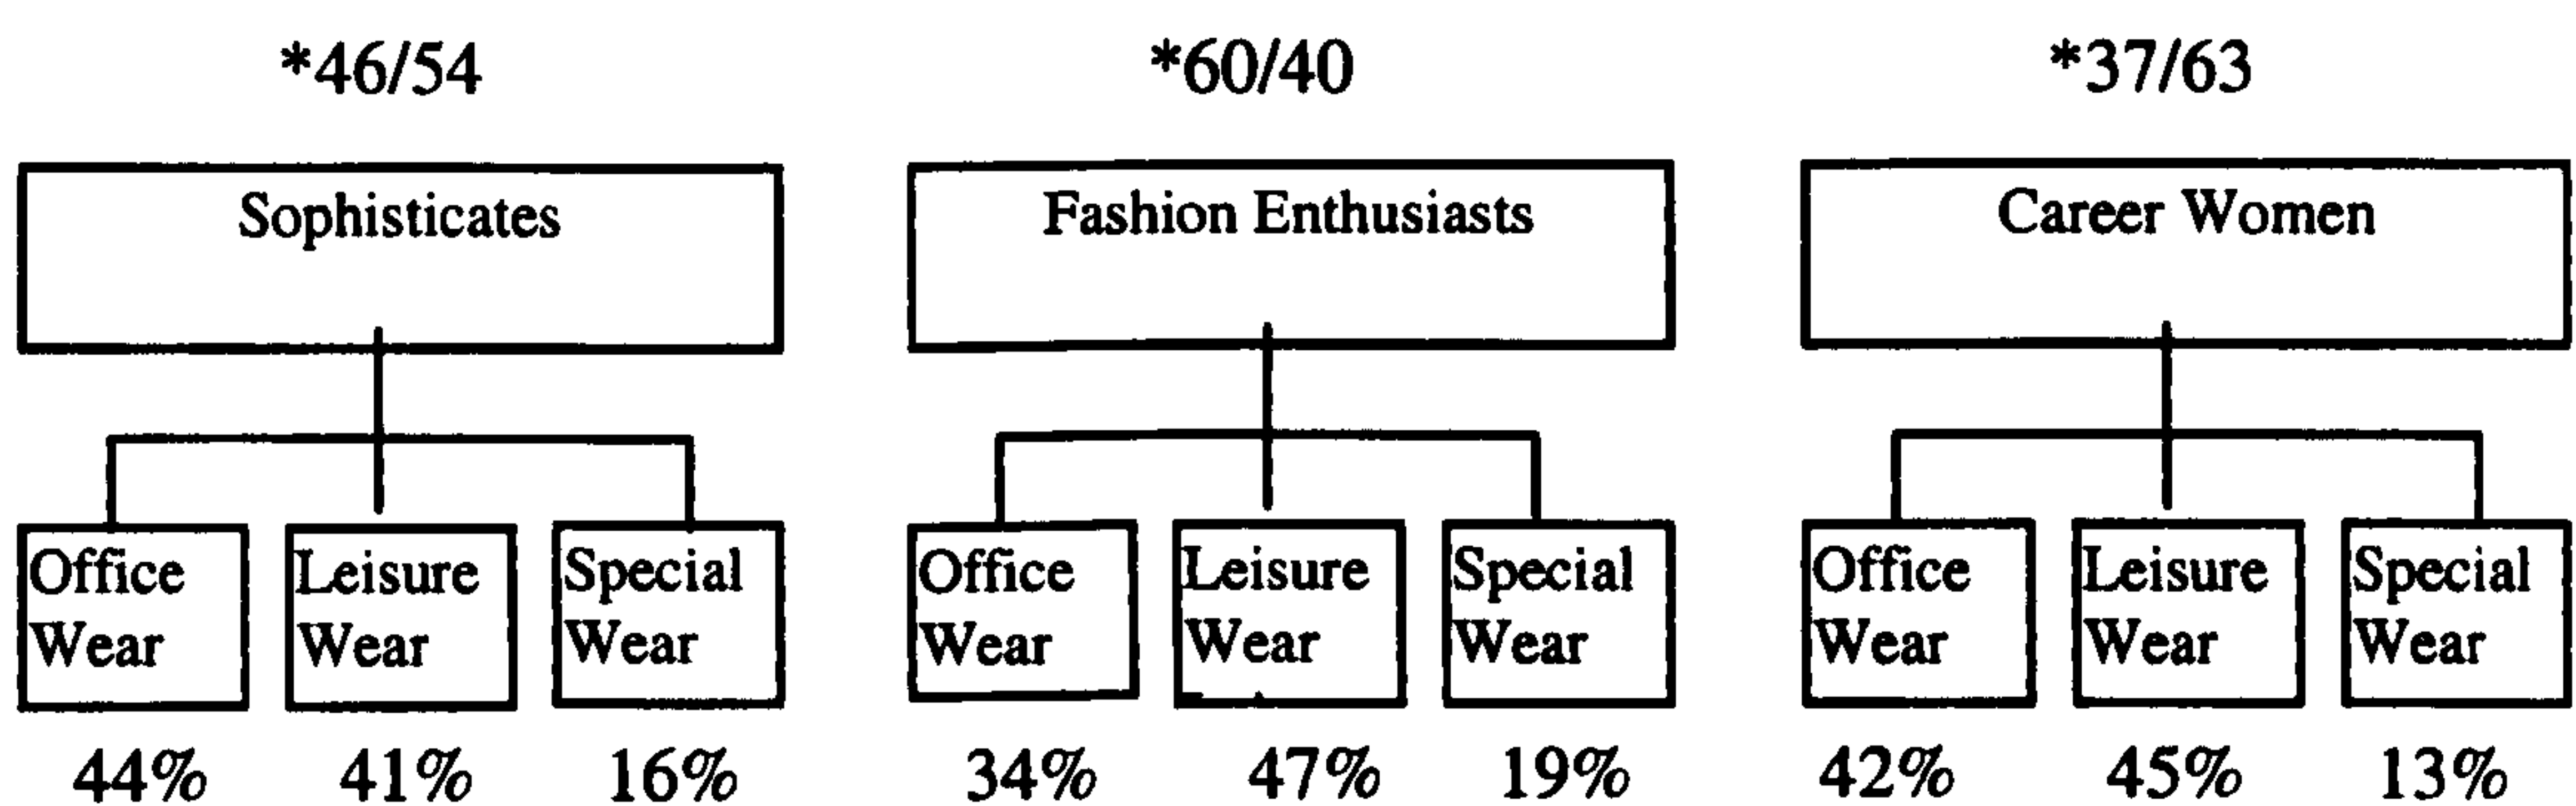 *46/54 *60/40 *37/63
Sophisticates Fashion Enthusiasts Career Women
Office Leisure Special Office Leisure Special Office Leisure Special
Wear Wear Wear Wear Wear Wear Wear Wear Wear
44% 41% 16% 34% 47% 19% 42% 45% 13%